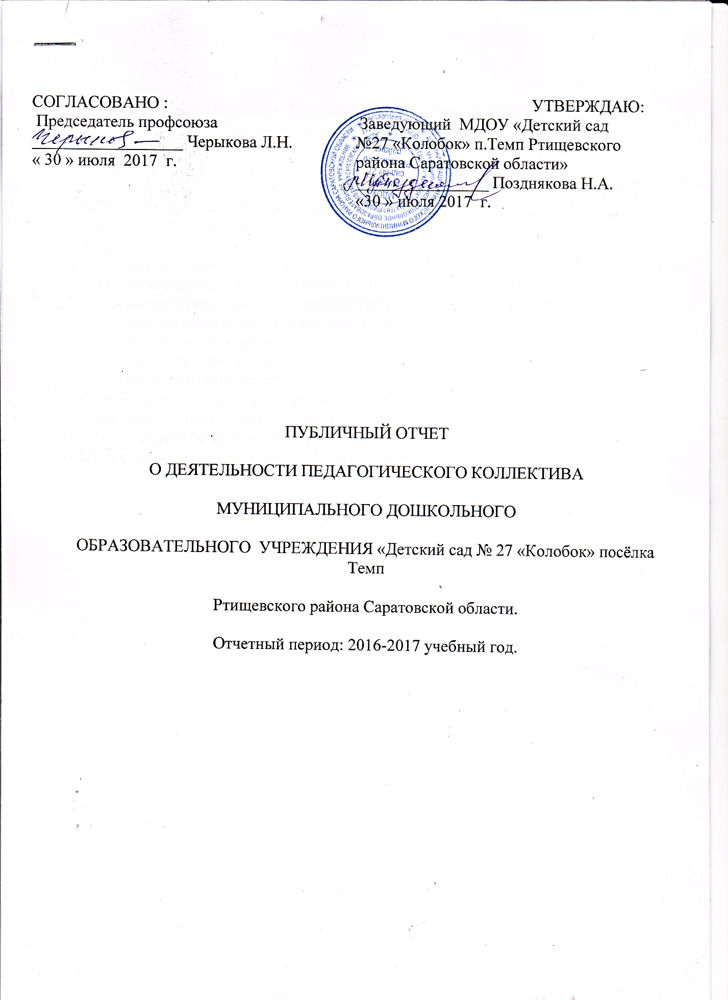 СОГЛАСОВАНО :
Председатель профсоюза
Черыкова Л.Н.
« 30 » июля 2017 г.
УТВЕРЖДАЮ:
Заведующий МДОУ «Детский сад
№27 «Колобок» п.Темп Ртищевского
района Саратовской области»
Позднякова Н.А.
«30 » июля 2017 г.
ПУБЛИЧНЫЙ ОТЧЕТ
О ДЕЯТЕЛЬНОСТИ ПЕДАГОГИЧЕСКОГО КОЛЛЕКТИВА
МУНИЦИПАЛЬНОГО ДОШКОЛЬНОГО
ОБРАЗОВАТЕЛЬНОГО УЧРЕЖДЕНИЯ «Детский сад № 27 «Колобок» посёлка
Темп
Ртищевского района Саратовской области.
Отчетный период: 2016-2017 учебный год.